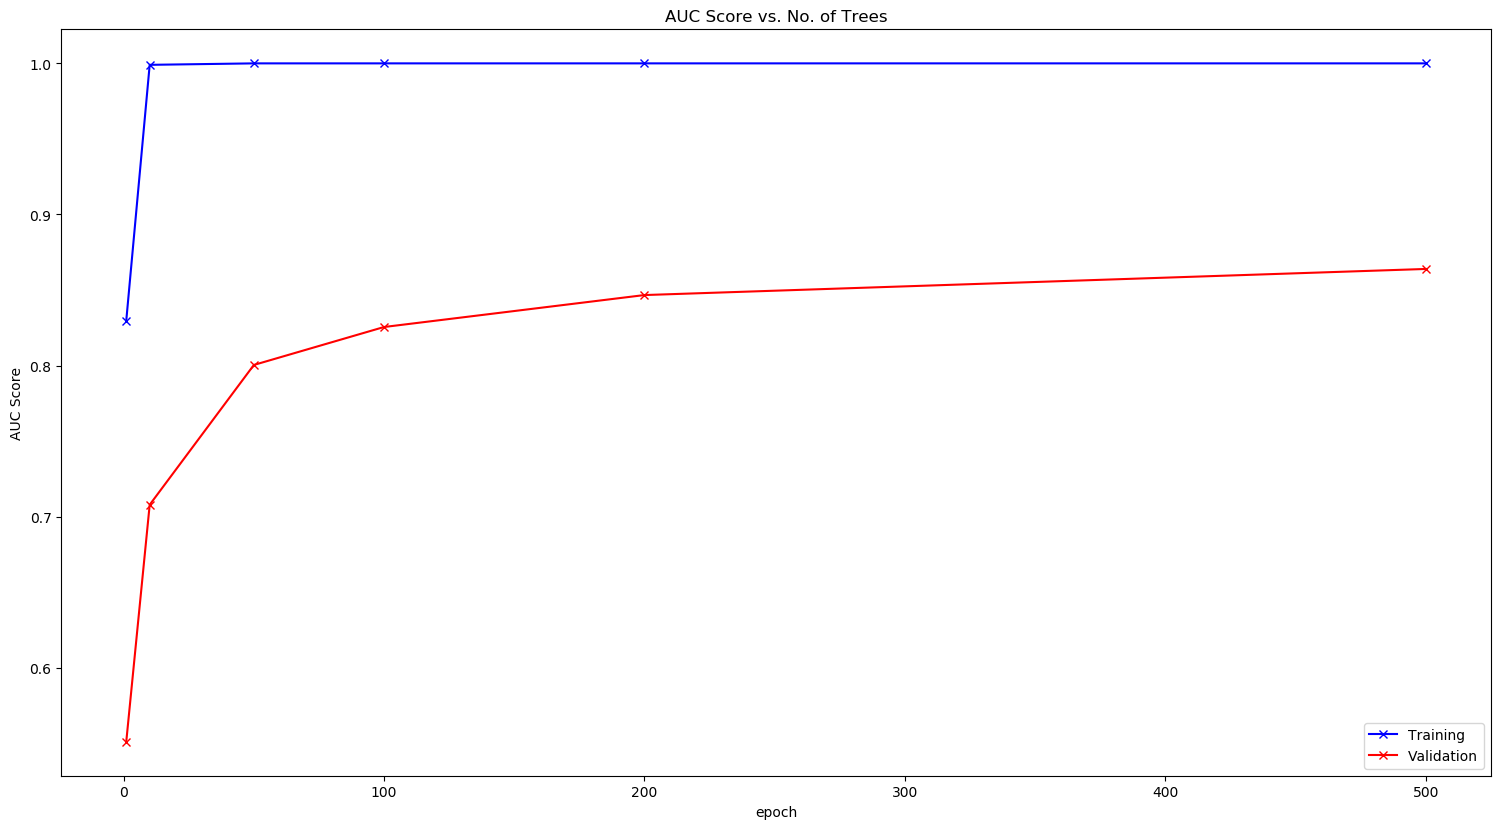 AUC Score vs. No. of Trees
1.0
0.9
0.8
0.7
0.6
AUC Score
0
100
200
300
400
500
epoch
Training
Validation